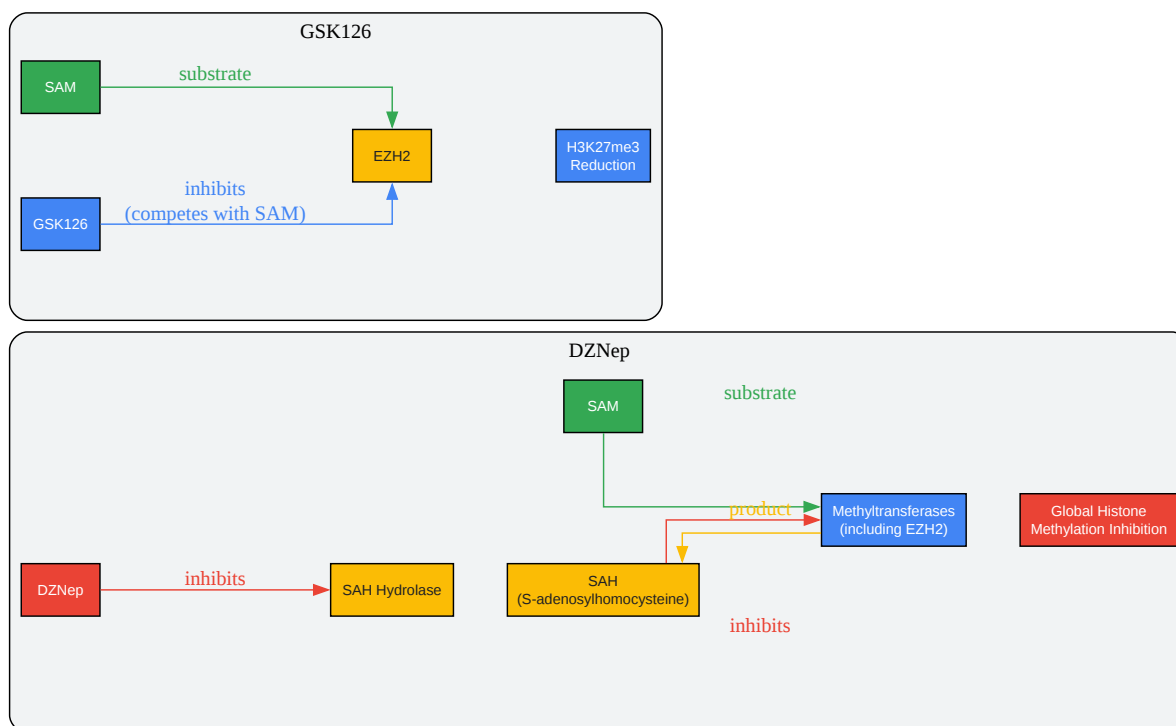 GSK126
SAM
substrate
EZH2
H3K27me3
Reduction
inhibits
(competes with SAM)
GSK126
DZNep
SAM
substrate
product
Methyltransferases
(including EZH2)
Global Histone
Methylation Inhibition
DZNep
inhibits
SAH Hydrolase
SAH
(S-adenosylhomocysteine)
inhibits